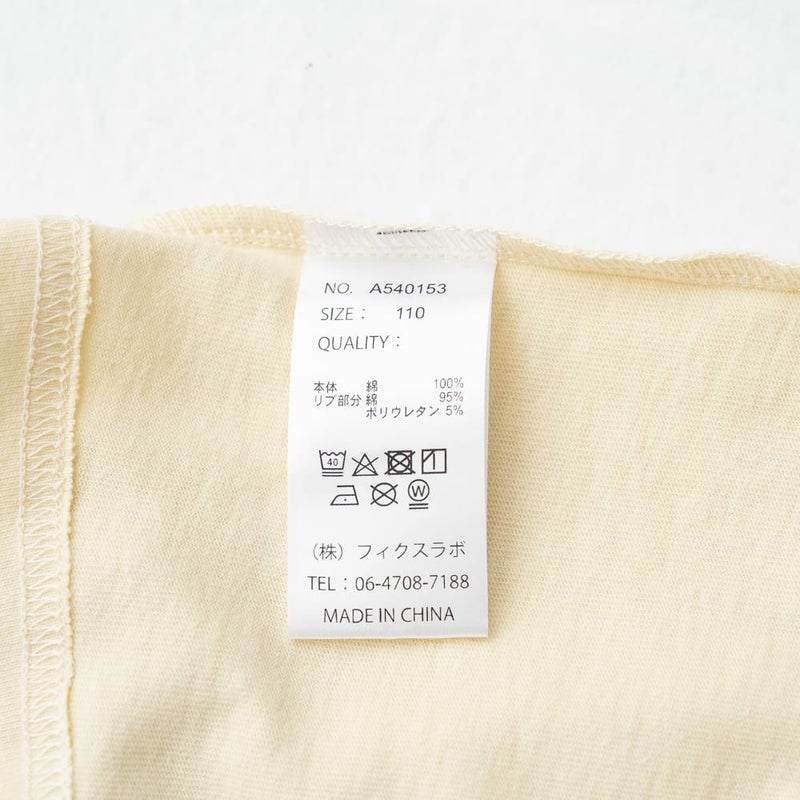 NO. A540153
SIZE： 110
QUALITY：
本体 綿 100%
リブ部分 綿 95%
ポリウレタン 5%
40
W
（株）フィクスラボ
TEL：06-4708-7188
MADE IN CHINA